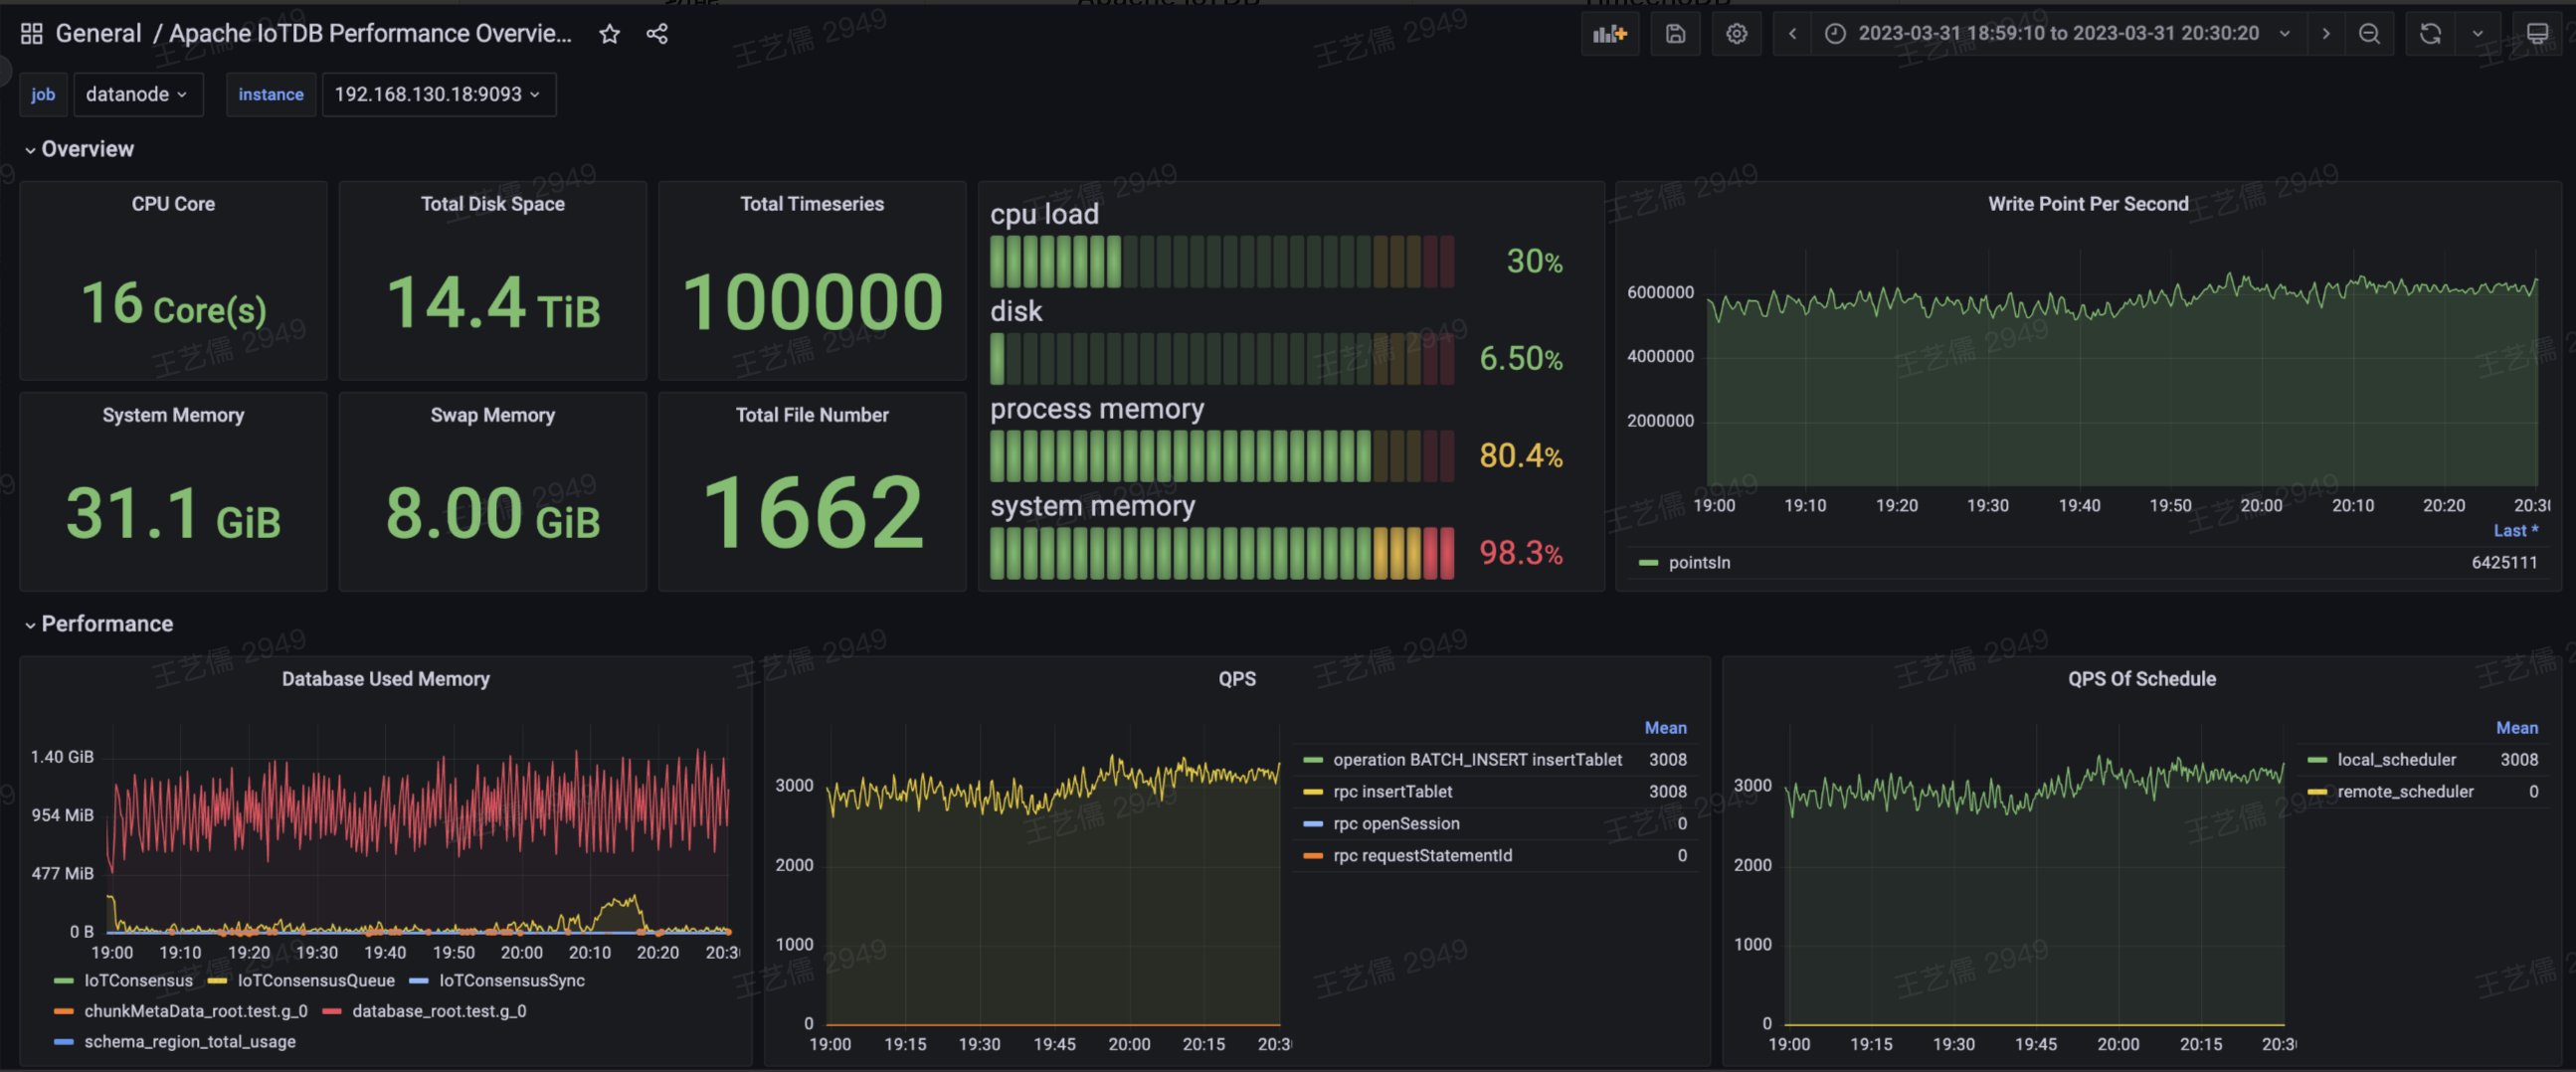 General / Apache IoTDB Performance Overvie...
2023-03-31 18:59:10 to 2023-03-31 20:30:20
job datanode instance 192.168.130.18:9093
Overview
CPU Core
16 Core(s)
Total Disk Space
14.4 TiB
Total Timeseries
100000
System Memory
31.1 GiB
Swap Memory
8.00 GiB
Total File Number
1662
cpu load
30%
disk
6.50%
process memory
80.4%
system memory
98.3%
Write Point Per Second
6000000
4000000
2000000
19:00 19:10 19:20 19:30 19:40 19:50 20:00 20:10 20:20 20:30
Last *
pointsIn 6425111
Performance
Database Used Memory
1.40 GiB
954 MiB
477 MiB
0 B
19:00 19:10 19:20 19:30 19:40 19:50 20:00 20:10 20:20 20:30
IoTConsensus IoTConsensusQueue IoTConsensusSync
chunkMetaData_root.test.g_0 database_root.test.g_0
schema_region_total_usage
QPS
3000
2000
1000
0
19:00 19:15 19:30 19:45 20:00 20:15 20:3
Mean
operation BATCH_INSERT insertTablet 3008
rpc insertTablet 3008
rpc openSession 0
rpc requestStatementId 0
QPS Of Schedule
3000
2000
1000
0
19:00 19:15 19:30 19:45 20:00 20:15 20:3
Mean
local_scheduler 3008
remote_scheduler 0
王艺儒 2949